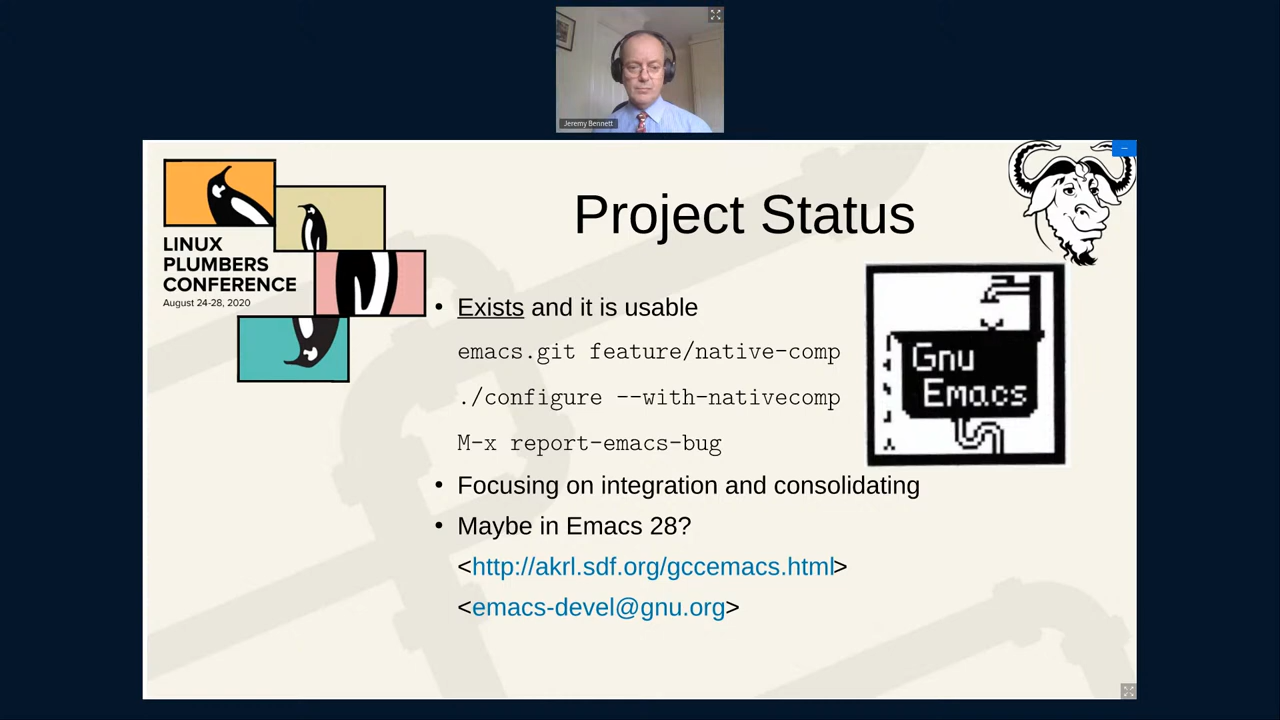 Jeremy Bennett
LINUX
PLUMBERS
CONFERENCE
August 24-28, 2020
Project Status
• Exists and it is usable
emacs.git feature/native-comp
./configure --with-nativecomp
M-x report-emacs-bug
Gnu
Emacs
• Focusing on integration and consolidating
• Maybe in Emacs 28?
<http://akrl.sdf.org/gccemacs.html>
<emacs-devel@gnu.org>